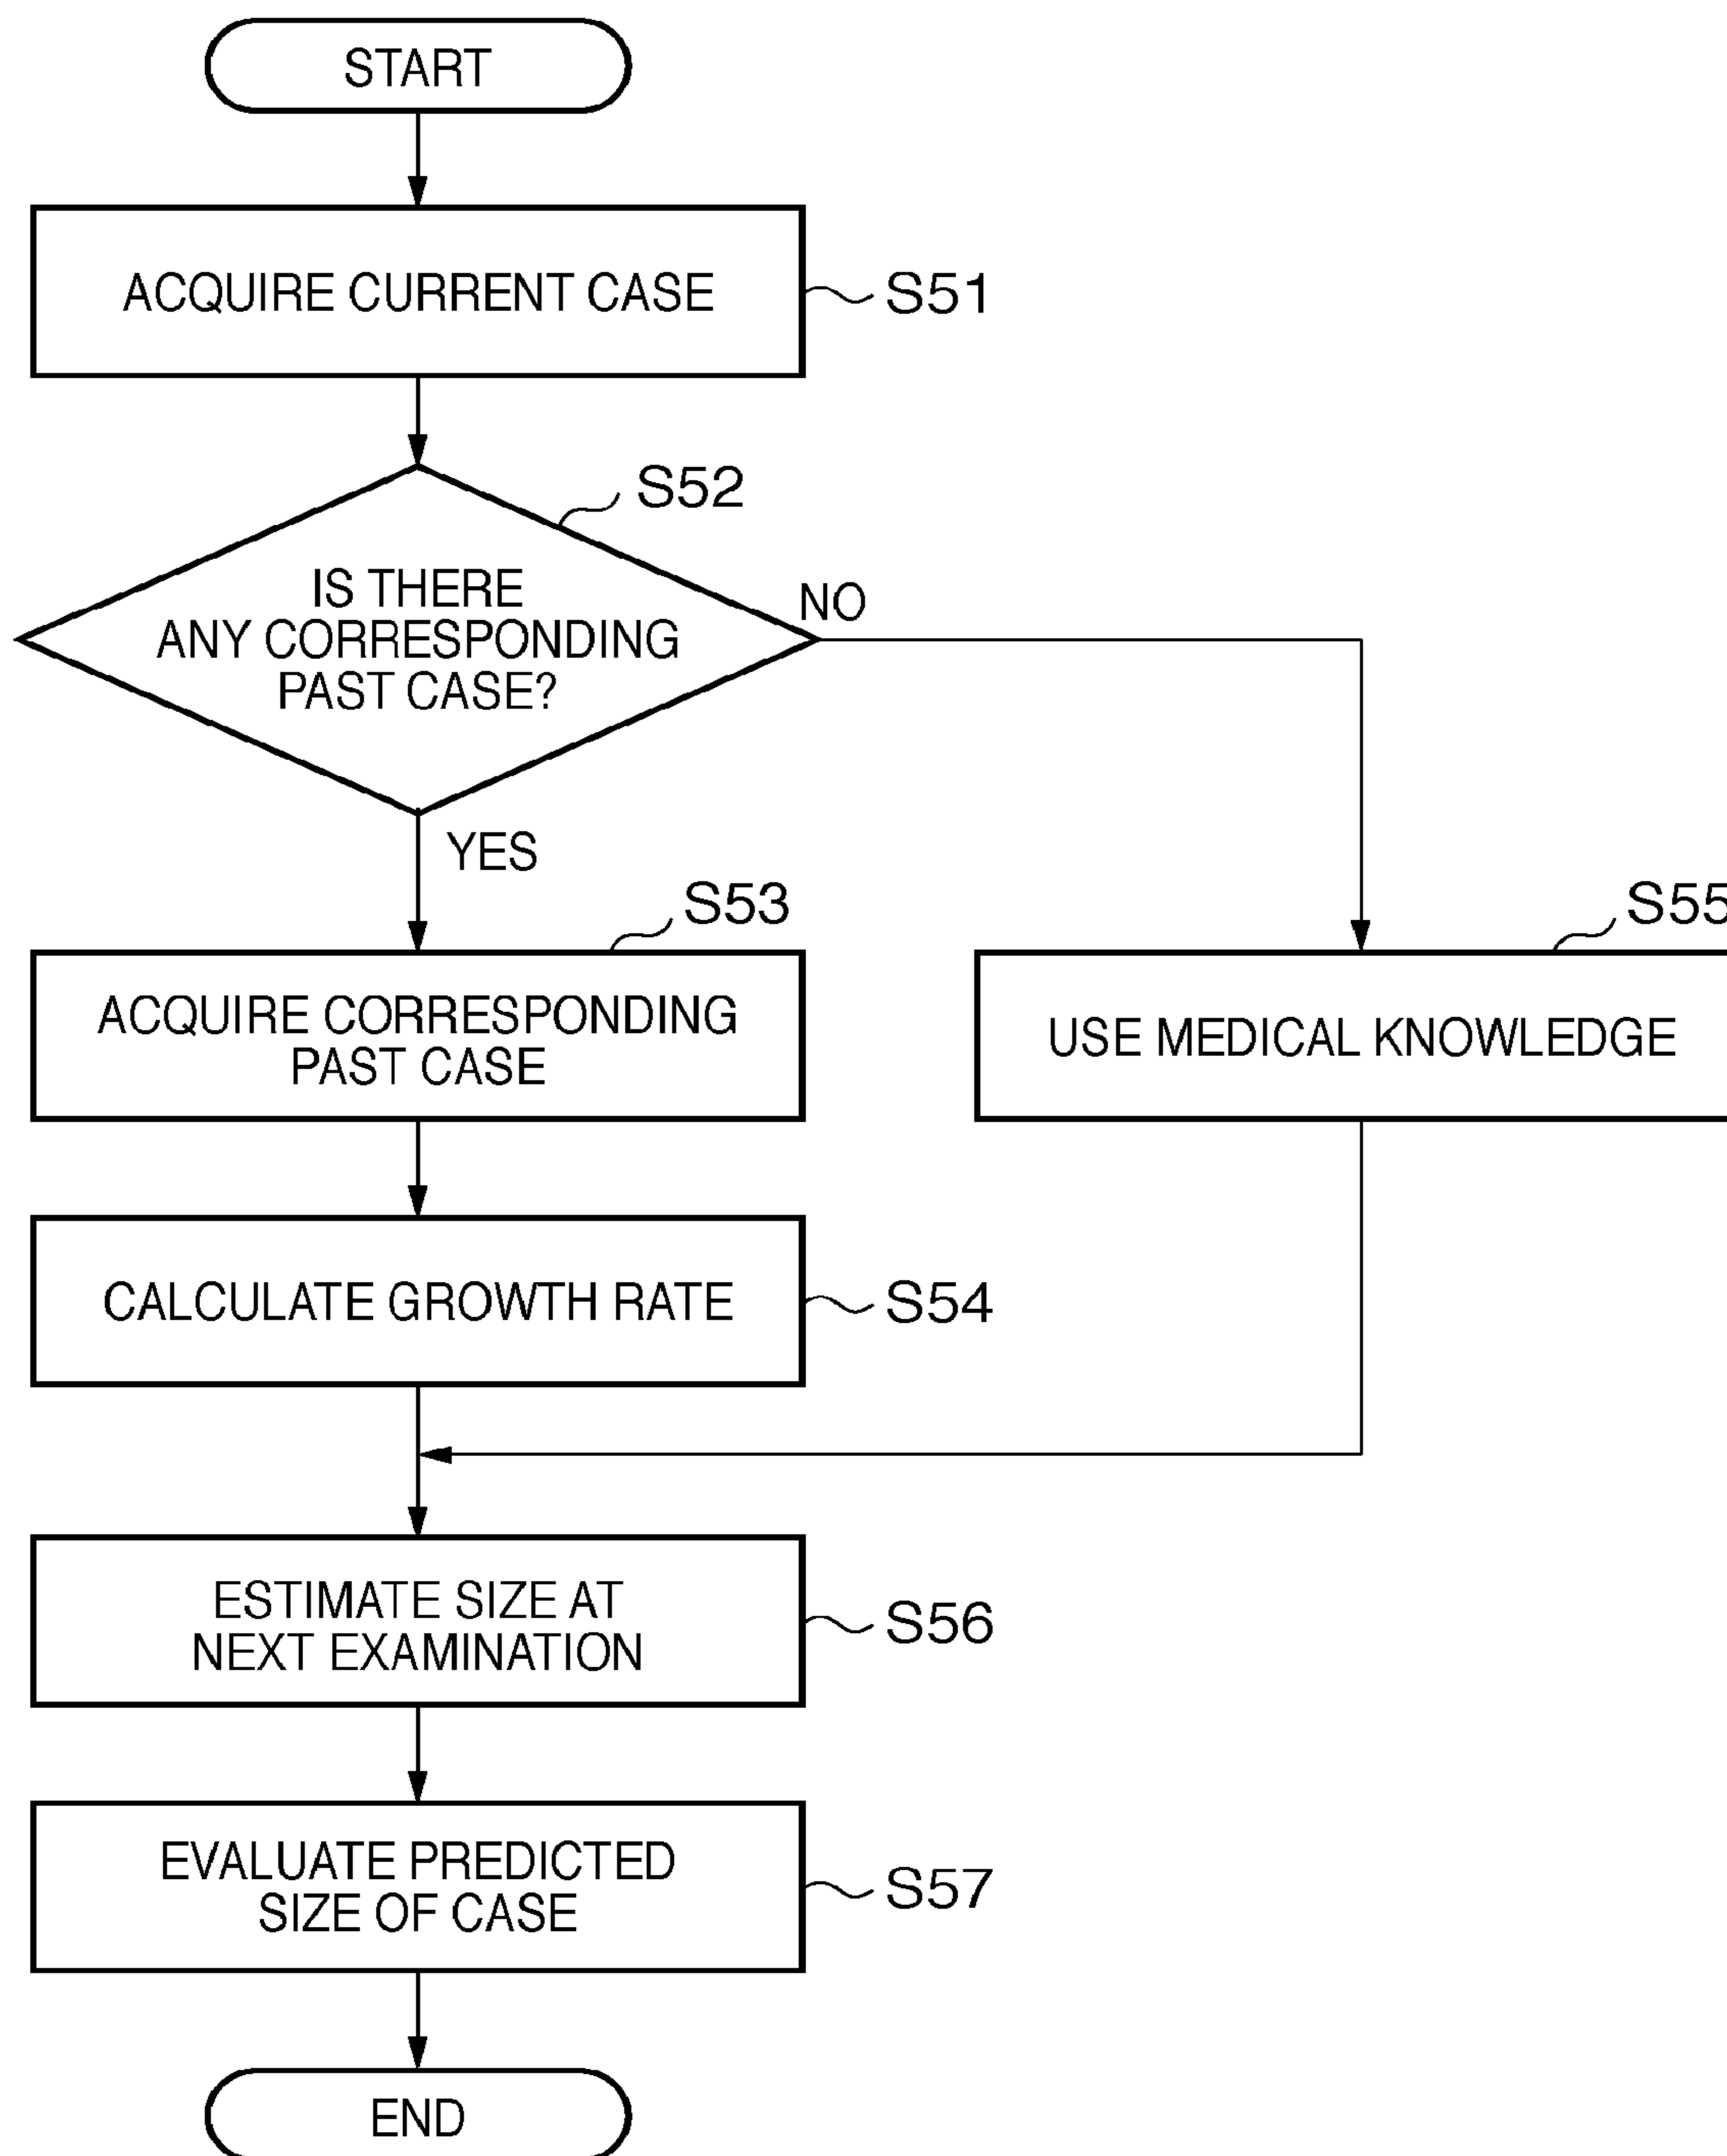 START
ACQUIRE CURRENT CASE
S51
S52
IS THERE
ANY CORRESPONDING
PAST CASE?
NO
YES
S53
ACQUIRE CORRESPONDING
PAST CASE
S55
USE MEDICAL KNOWLEDGE
CALCULATE GROWTH RATE
S54
ESTIMATE SIZE AT
NEXT EXAMINATION
S56
EVALUATE PREDICTED
SIZE OF CASE
S57
END